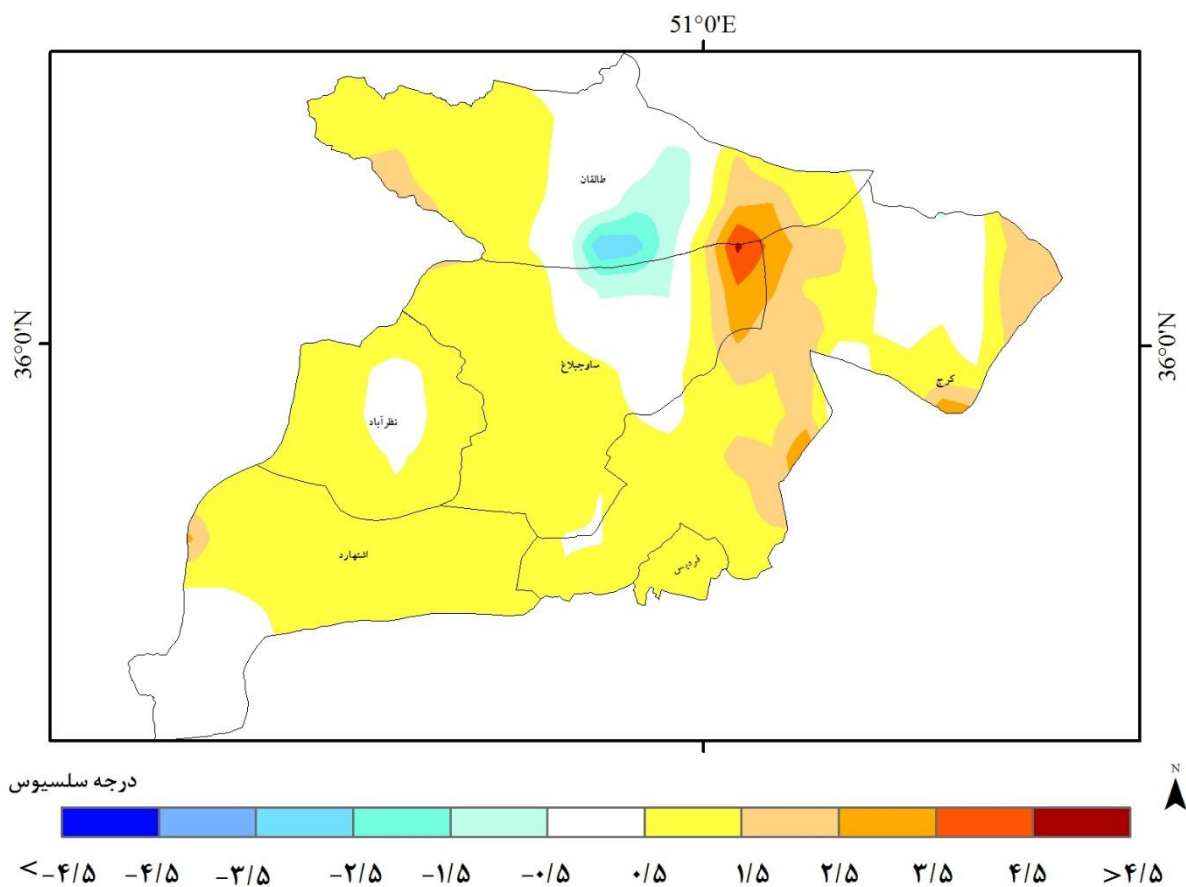 51°0'E
طالقان
36°0'N
36°0'N
ساوجبلاغ
کرج
نظرآباد
اشتهارد
فردیس
درجه سلسیوس
N
<-۴/۵ -۴/۵ -۳/۵ -۲/۵ -۱/۵ -۰/۵ ۰/۵ ۱/۵ ۲/۵ ۳/۵ ۴/۵ >۴/۵